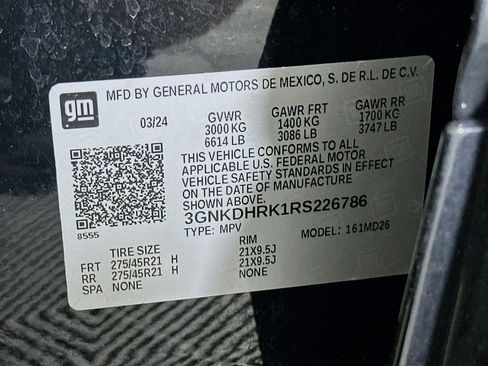 gm
MFD BY GENERAL MOTORS DE MEXICO, S. DE R.L. DE C.V.
03/24 GVWR GAWR FRT GAWR RR
3000 KG 1400 KG 1700 KG
6614 LB 3086 LB 3747 LB
THIS VEHICLE CONFORMS TO ALL
APPLICABLE U.S. FEDERAL MOTOR
VEHICLE SAFETY STANDARDS IN EFFECT
ON THE DATE OF MANUFACTURE
SHOWN ABOVE.
3GNKDHRK1RS226786
8555 TYPE: MPV MODEL: 161MD26
TIRE SIZE RIM
FRT 275/45R21 H 21X9.5J
RR 275/45R21 H 21X9.5J
SPA NONE NONE